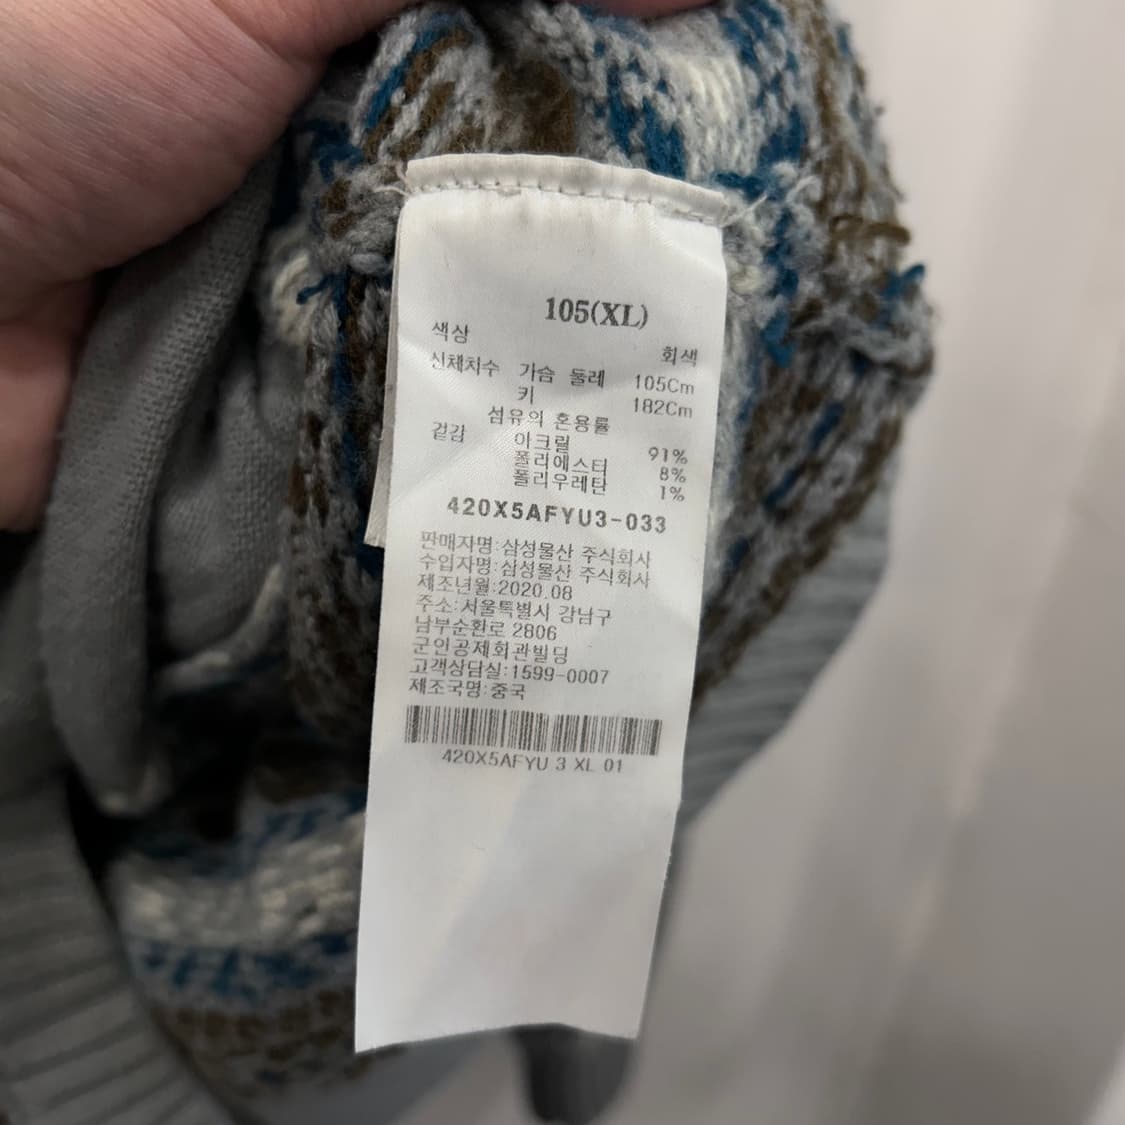 105(XL)
색상 회색
신체치수 가슴 둘레 105Cm
키 182Cm
섬유의 혼용률
겉감 아크릴 91%
폴리에스터 8%
폴리우레탄 1%
420X5AFYU3-033
판매자명:삼성물산 주식회사
수입자명:삼성물산 주식회사
제조년월:2020.08
주소:서울특별시 강남구
남부순환로 2806
군인공제회관빌딩
고객상담실:1599-0007
제조국명:중국
420X5AFYU 3 XL 01